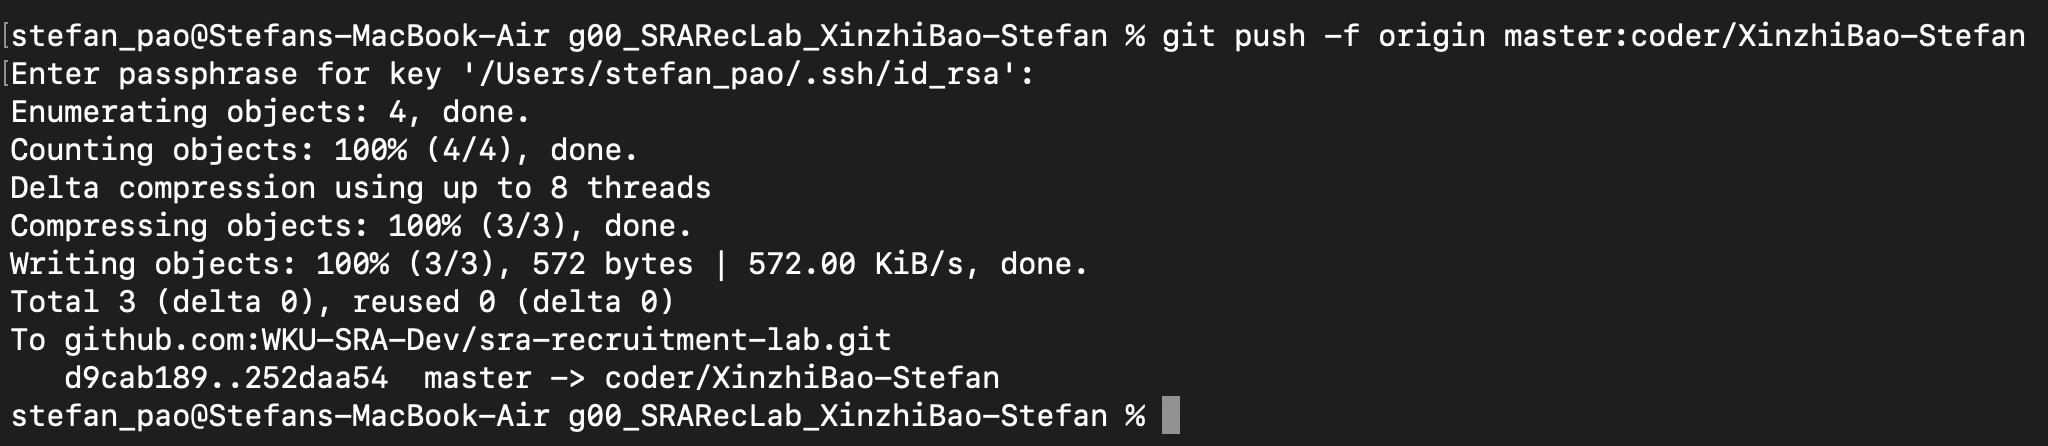 [stefan_pao@Stefans-MacBook-Air g00_SRARecLab_XinzhiBao-Stefan % git push -f origin master:coder/XinzhiBao-Stefan
[Enter passphrase for key '/Users/stefan_pao/.ssh/id_rsa':
Enumerating objects: 4, done.
Counting objects: 100% (4/4), done.
Delta compression using up to 8 threads
Compressing objects: 100% (3/3), done.
Writing objects: 100% (3/3), 572 bytes | 572.00 KiB/s, done.
Total 3 (delta 0), reused 0 (delta 0)
To github.com:WKU-SRA-Dev/sra-recruitment-lab.git
   d9cab189..252daa54  master -> coder/XinzhiBao-Stefan
stefan_pao@Stefans-MacBook-Air g00_SRARecLab_XinzhiBao-Stefan %